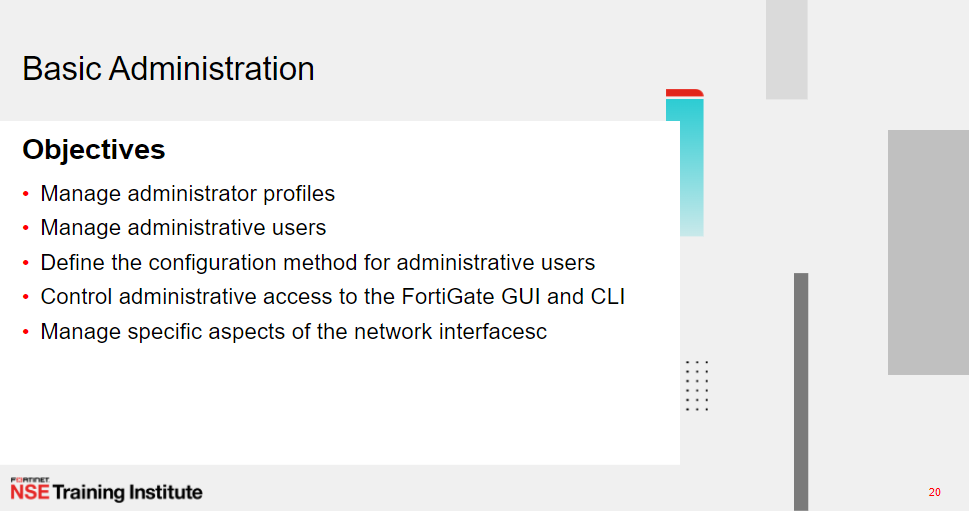 Basic Administration
Objectives
• Manage administrator profiles
• Manage administrative users
• Define the configuration method for administrative users
• Control administrative access to the FortiGate GUI and CLI
• Manage specific aspects of the network interfacesc
FORTINET
NSE Training Institute
20